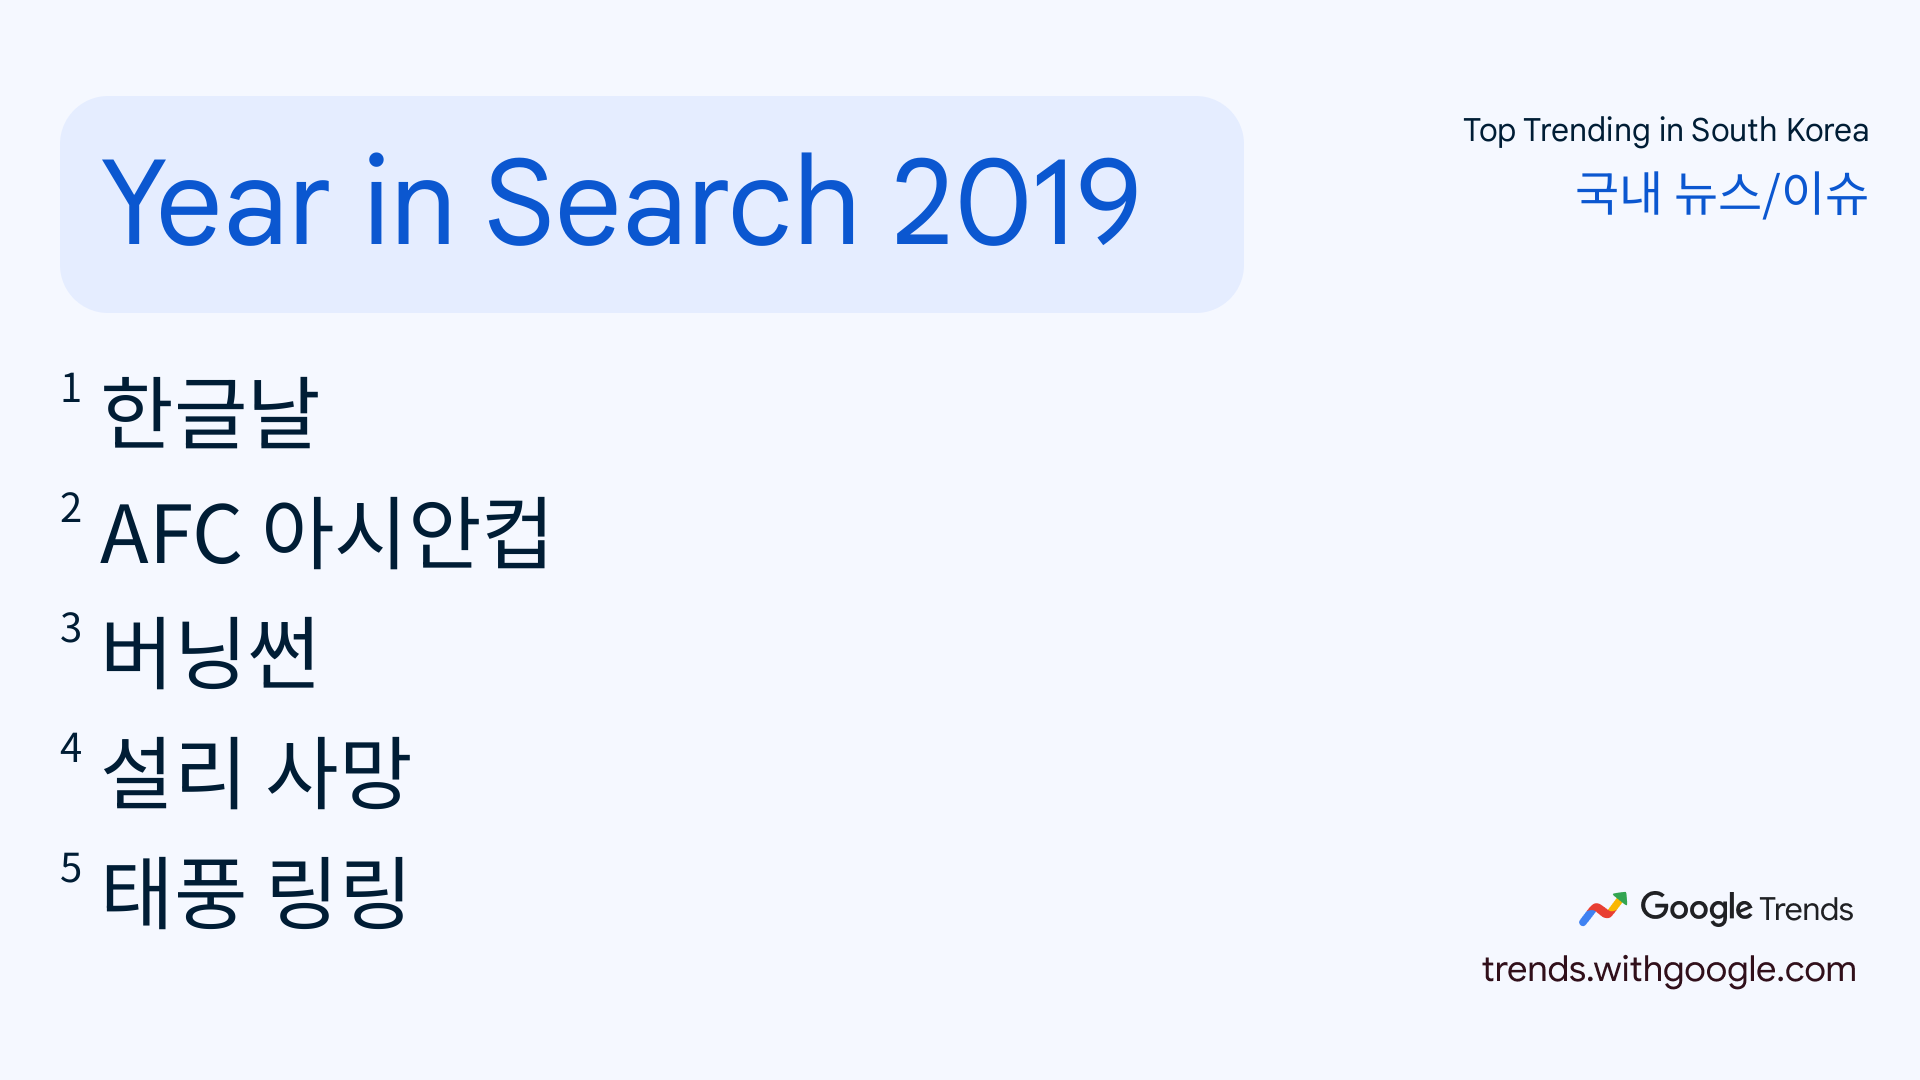 Year in Search 2019
Top Trending in South Korea
국내 뉴스/이슈
1 한글날
2 AFC 아시안컵
3 버닝썬
4 설리 사망
5 태풍 링링
Google Trends
trends.withgoogle.com